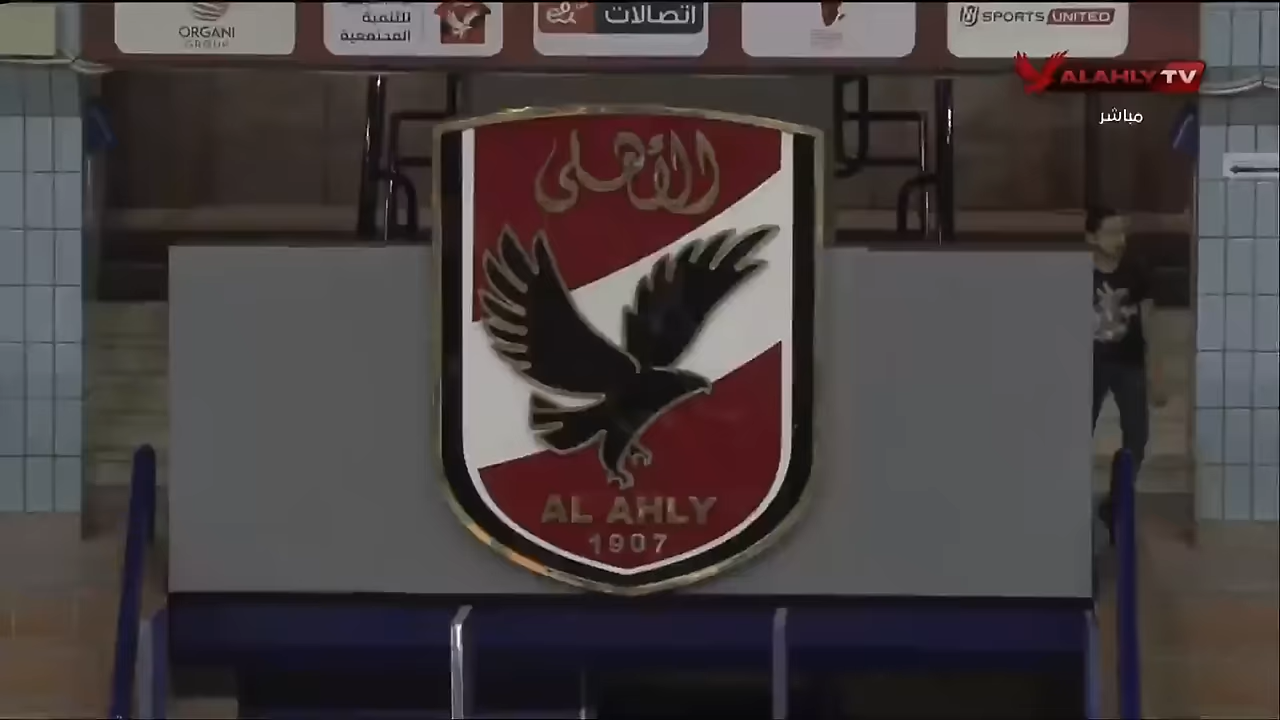 ORGANI
GROUP
للتنمية
المجتمعية
اتصالات
e&
SPORTS UNITED
ALAHLY TV
مباشر
الأهلى
AL AHLY
1907